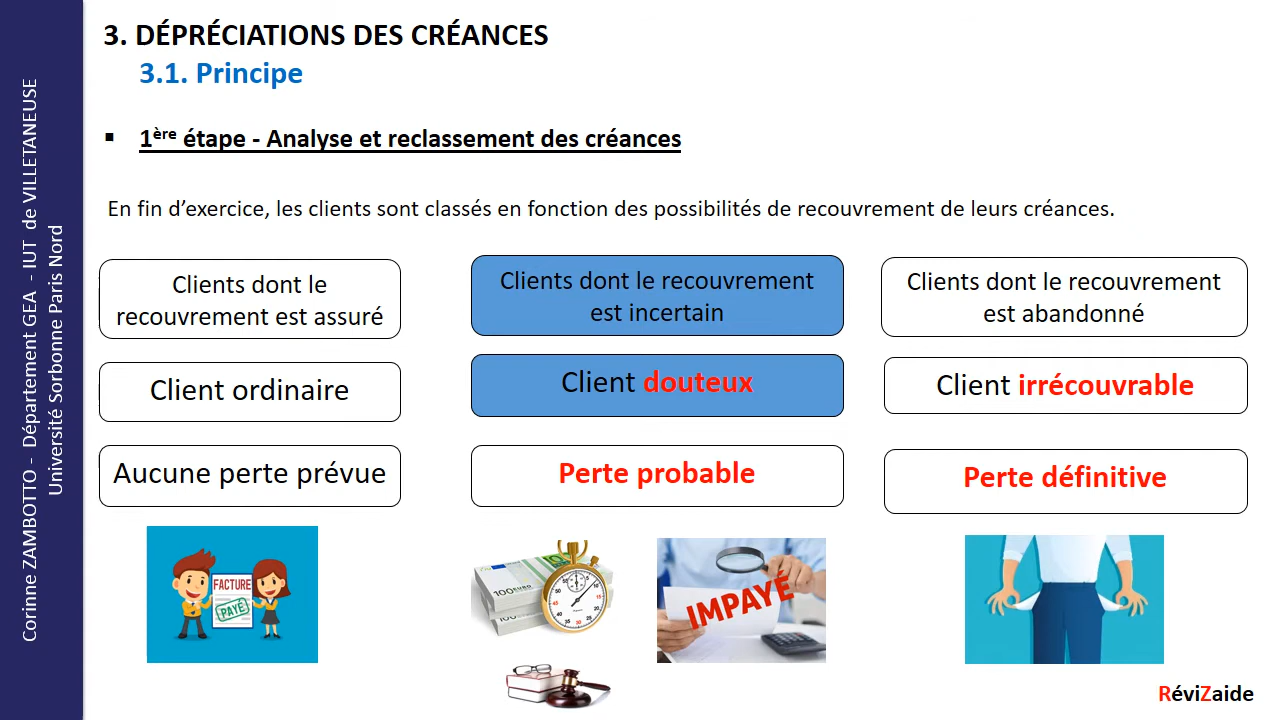 3. DÉPRÉCIATIONS DES CRÉANCES
3.1. Principe
▪ 1ère étape - Analyse et reclassement des créances
En fin d'exercice, les clients sont classés en fonction des possibilités de recouvrement de leurs créances.
Clients dont le
recouvrement est assuré
Clients dont le recouvrement
est incertain
Clients dont le recouvrement
est abandonné
Client ordinaire
Client douteux
Client irrécouvrable
Aucune perte prévue
Perte probable
Perte définitive
FACTURE
PAYÉ
100 EURO
100
IMPAYÉ
RéviZaide
Corinne ZAMBOTTO - Département GEA - IUT de VILLETANEUSE
Université Sorbonne Paris Nord